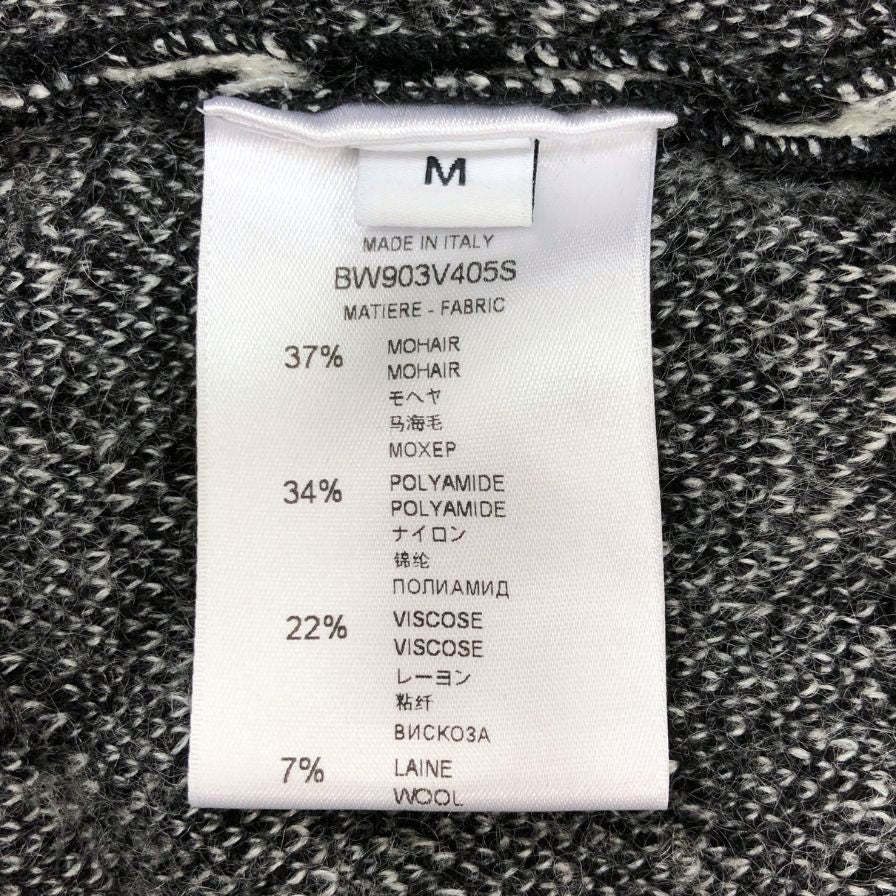 M
MADE IN ITALY
BW903V405S
MATIERE - FABRIC
37% MOHAIR
MOHAIR
モヘヤ
马海毛
МОХЕР
34% POLYAMIDE
POLYAMIDE
ナイロン
锦纶
ПОЛИАМИД
22% VISCOSE
VISCOSE
レーヨン
粘纤
ВИСКОЗА
7% LAINE
WOOL